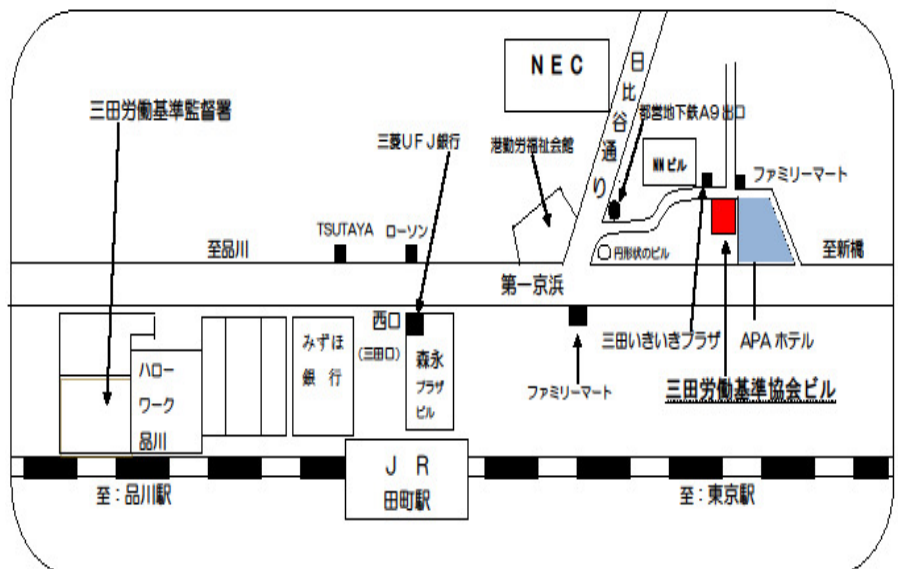 NEC
日比谷通り
三田労働基準監督署
都営地下鉄A9出口
三菱UFJ銀行
港勤労福祉会館
NNビル
ファミリーマート
TSUTAYA
ローソン
至品川
円形状のビル
至新橋
第一京浜
西口
(三田口)
みずほ
銀行
森永
プラザ
ビル
三田いきいきプラザ
APAホテル
ハロー
ワーク
品川
ファミリーマート
三田労働基準協会ビル
JR
田町駅
至:品川駅
至:東京駅